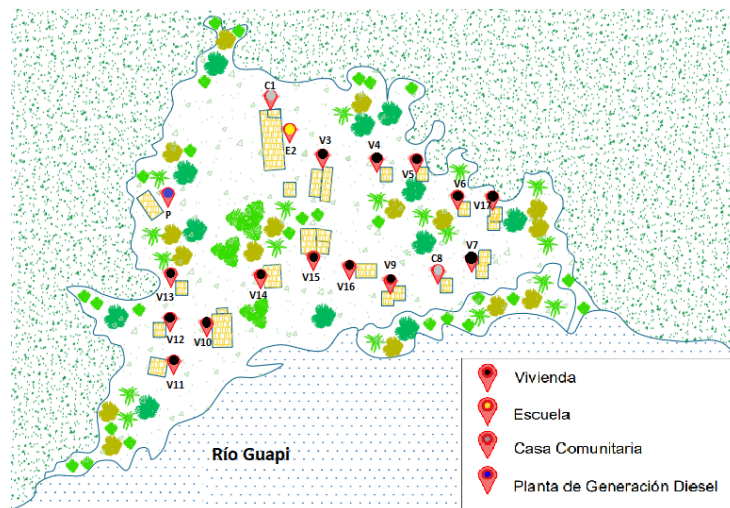 C1
E2
V3
V4
V5
V6
V17
P
V7
C8
V9
V15
V16
V13
V14
V12
V10
V11
Río Guapi
Vivienda
Escuela
Casa Comunitaria
Planta de Generación Diesel